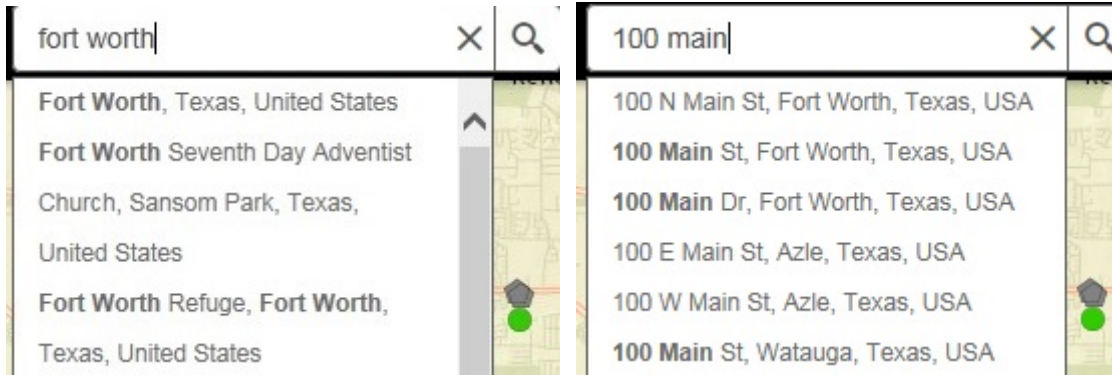 fort worth
Fort Worth, Texas, United States
Fort Worth Seventh Day Adventist
Church, Sansom Park, Texas,
United States
Fort Worth Refuge, Fort Worth,
Texas, United States
100 main
100 N Main St, Fort Worth, Texas, USA
100 Main St, Fort Worth, Texas, USA
100 Main Dr, Fort Worth, Texas, USA
100 E Main St, Azle, Texas, USA
100 W Main St, Azle, Texas, USA
100 Main St, Watauga, Texas, USA